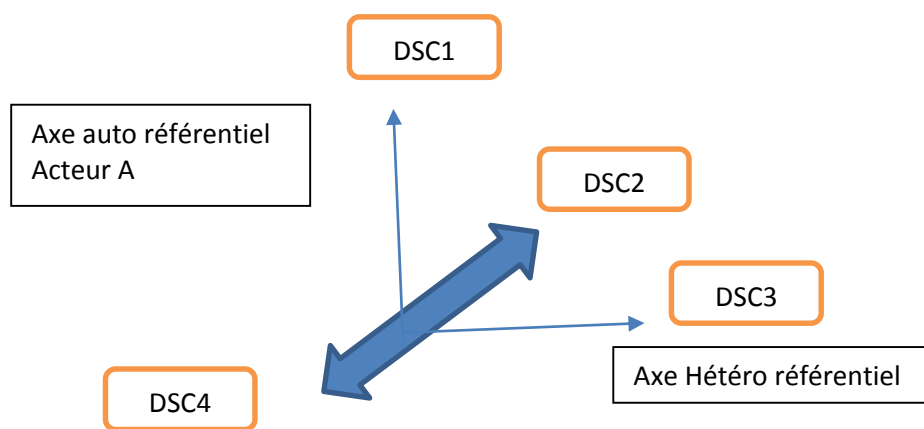 DSC1
Axe auto référentiel
Acteur A
DSC2
DSC3
Axe Hétéro référentiel
DSC4